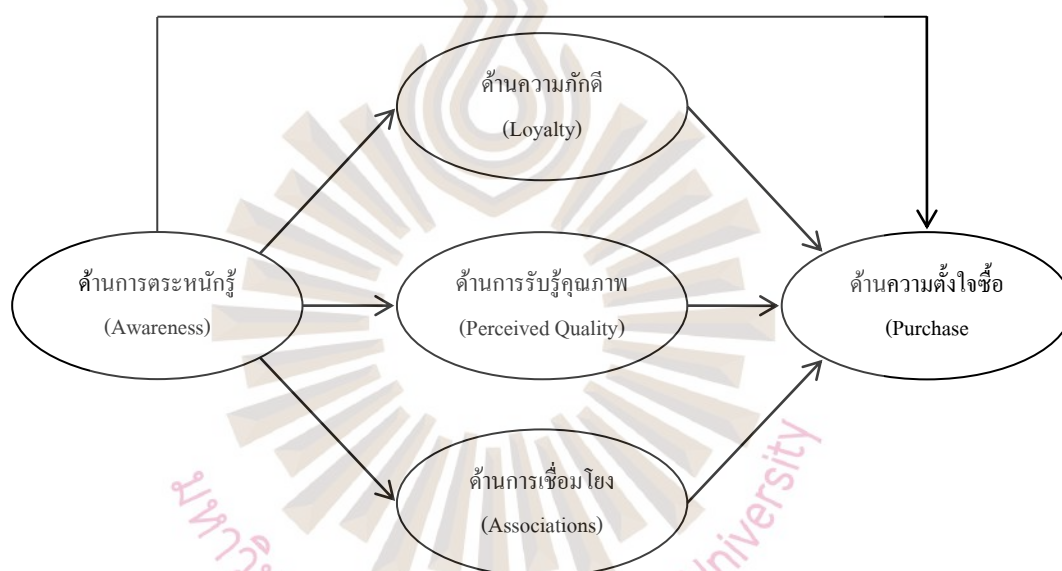 ด้านความภักดี
(Loyalty)
ด้านการตระหนักรู้
(Awareness)
ด้านการรับรู้คุณภาพ
(Perceived Quality)
ด้านความตั้งใจซื้อ
(Purchase
ด้านการเชื่อมโยง
(Associations)
University